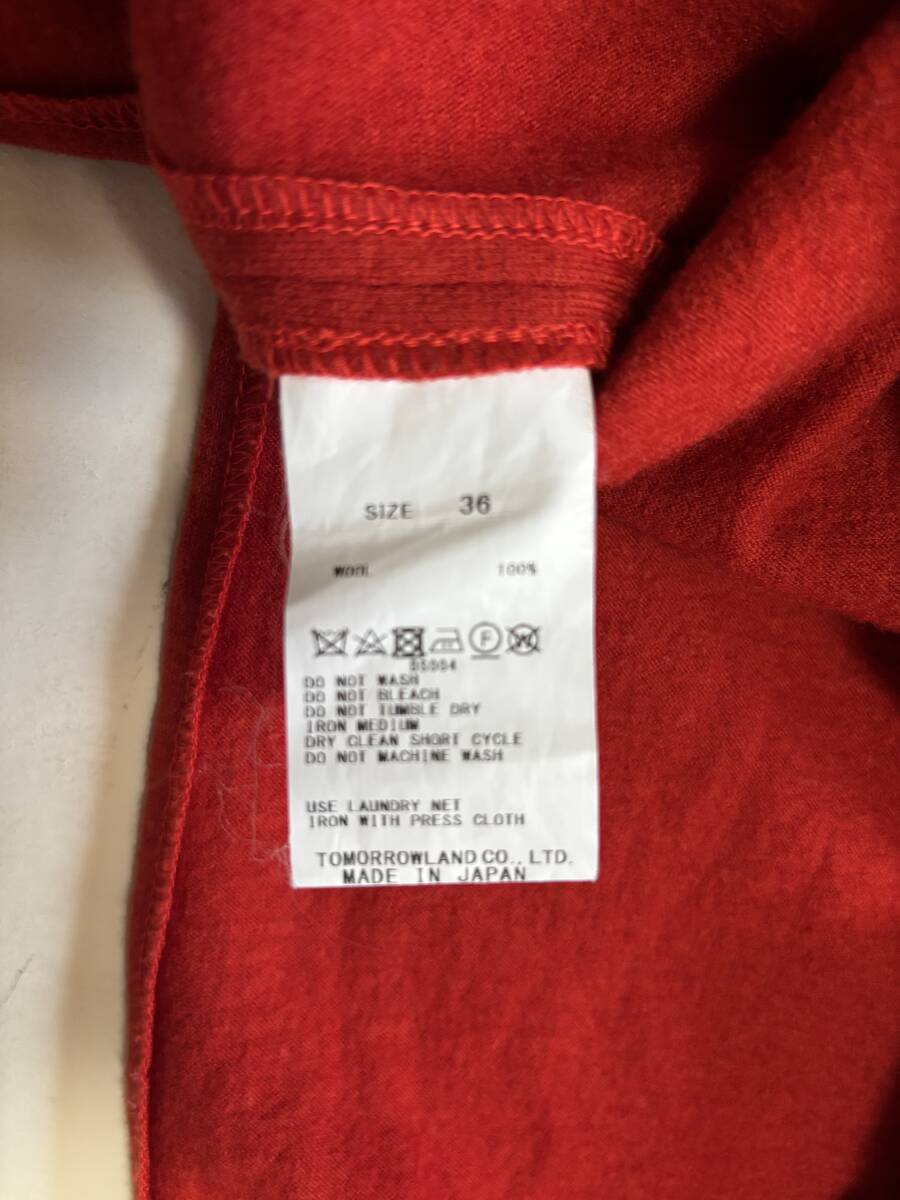 SIZE 36
WOOL 100%
F W
DO NOT WASH
DO NOT BLEACH
DO NOT TUMBLE DRY
IRON MEDIUM
DRY CLEAN SHORT CYCLE
DO NOT MACHINE WASH
USE LAUNDRY NET
IRON WITH PRESS CLOTH
TOMORROWLAND CO., LTD.
MADE IN JAPAN